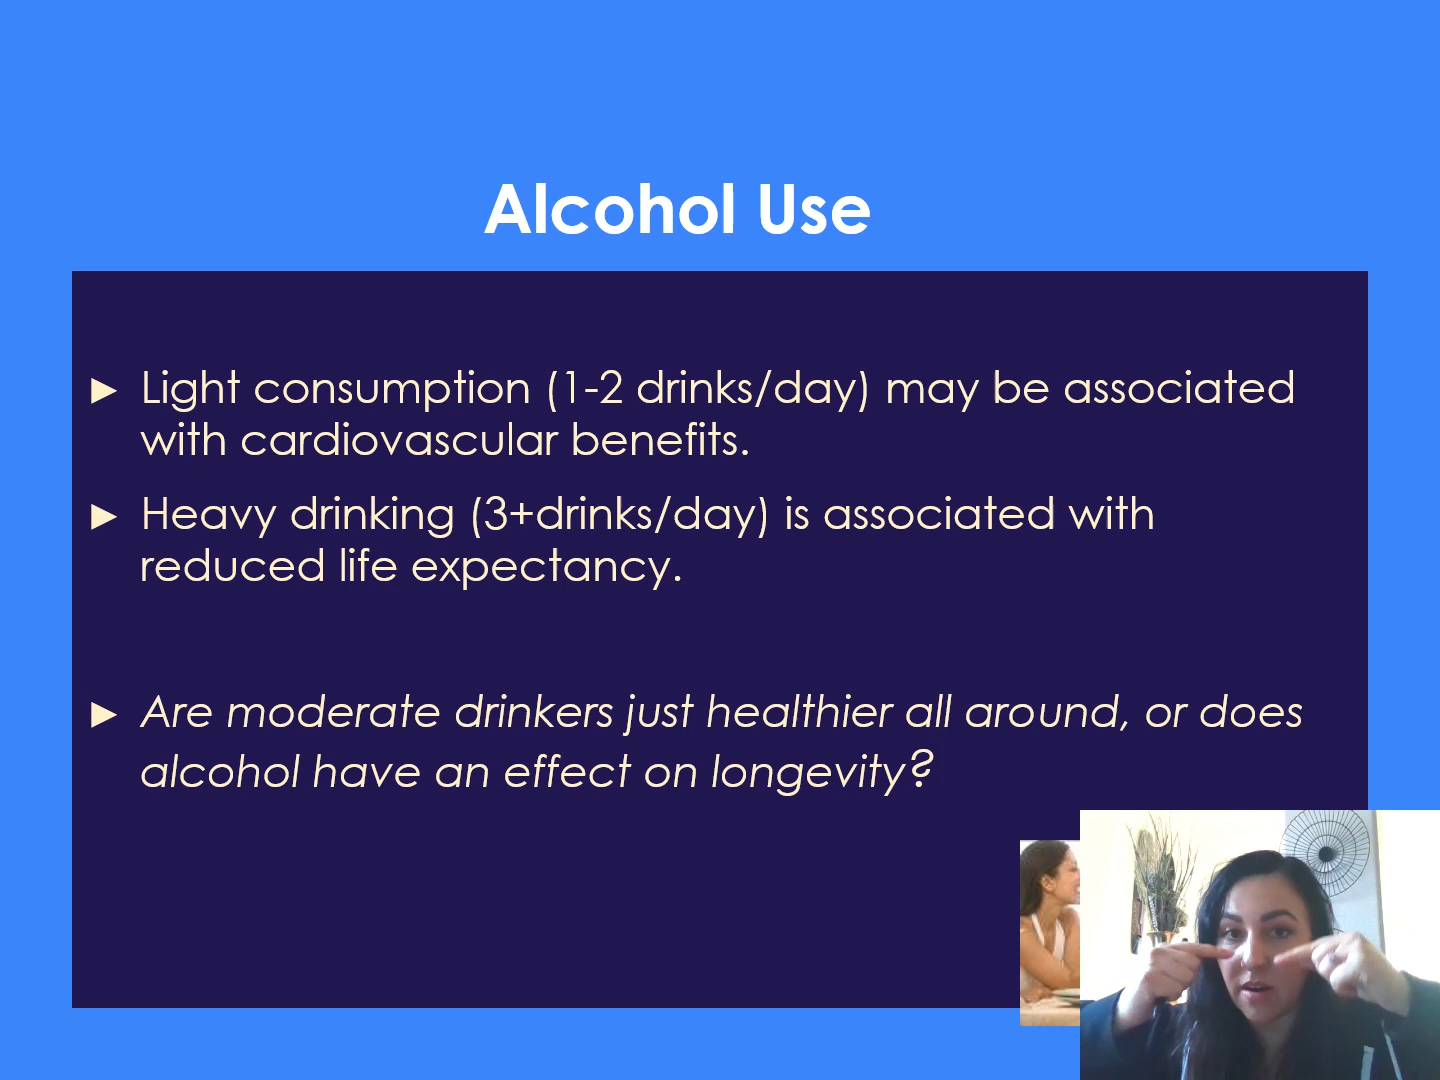 Alcohol Use
► Light consumption (1-2 drinks/day) may be associated
with cardiovascular benefits.
► Heavy drinking (3+drinks/day) is associated with
reduced life expectancy.
► Are moderate drinkers just healthier all around, or does
alcohol have an effect on longevity?